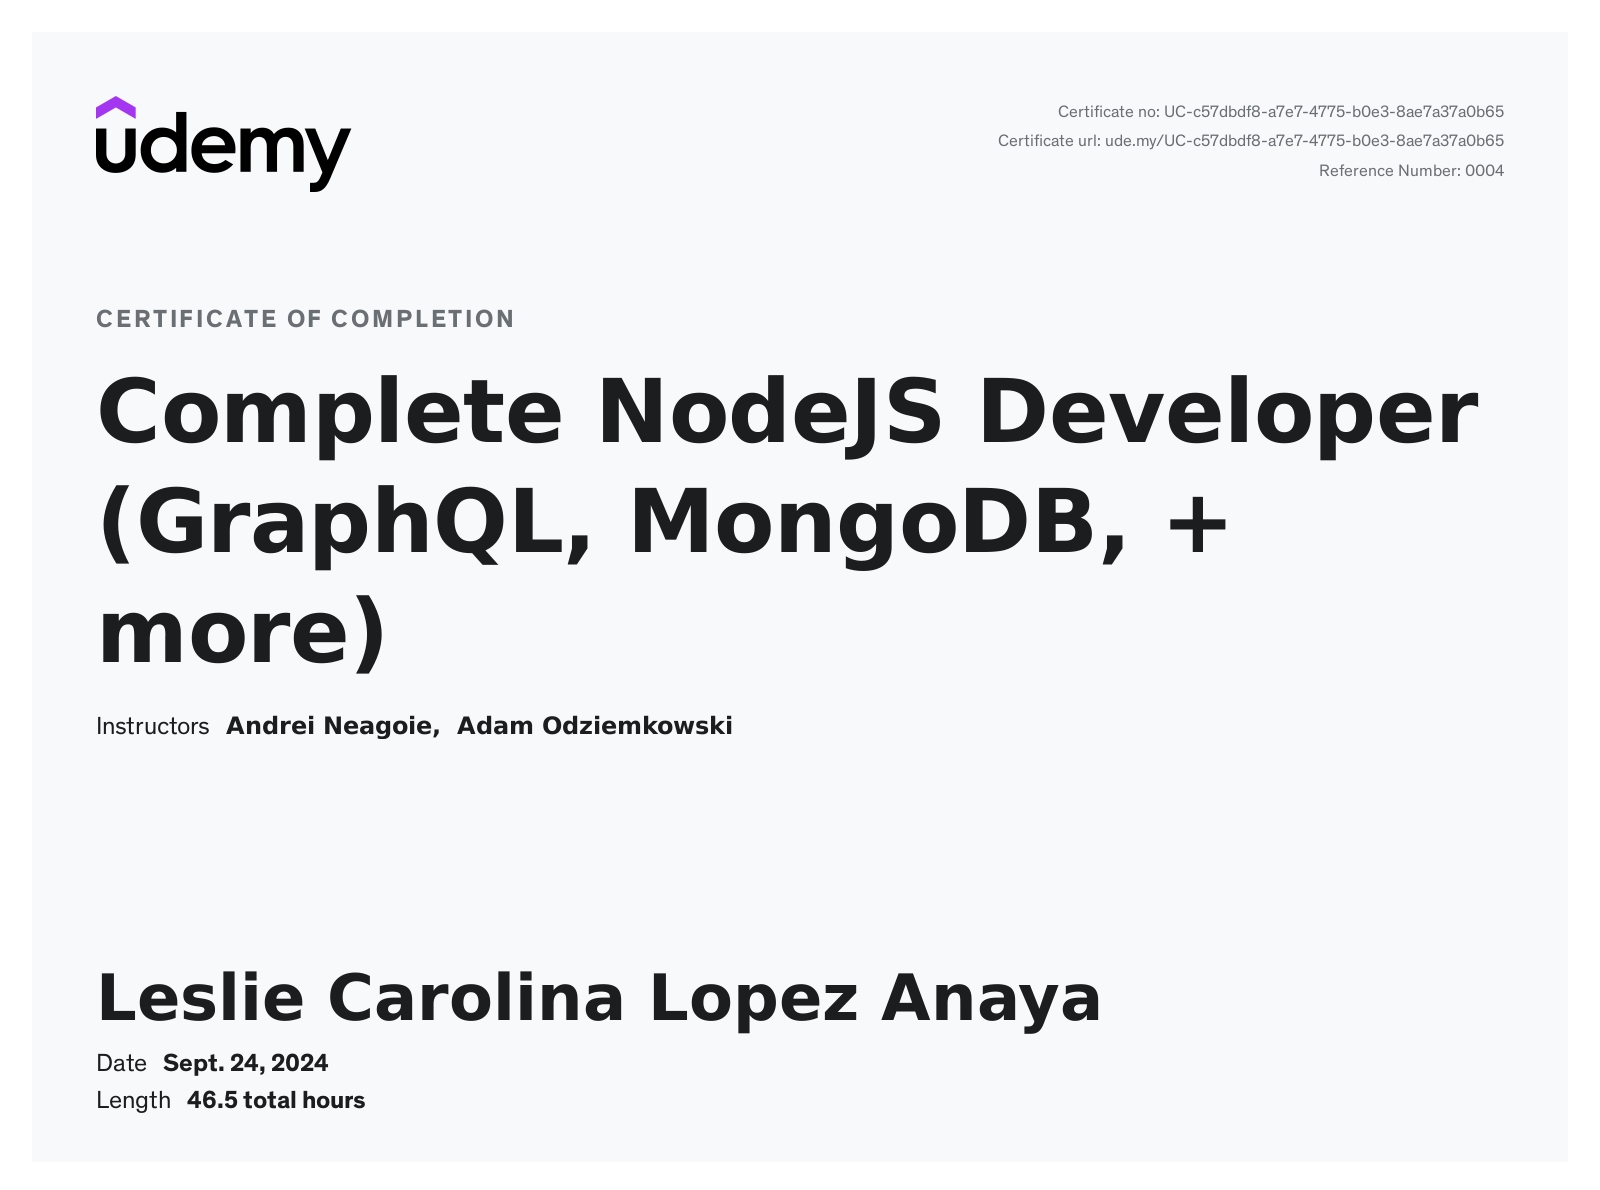 udemy
Certificate no: UC-c57dbdf8-a7e7-4775-b0e3-8ae7a37a0b65
Certificate url: ude.my/UC-c57dbdf8-a7e7-4775-b0e3-8ae7a37a0b65
Reference Number: 0004
CERTIFICATE OF COMPLETION
Complete NodeJS Developer
(GraphQL, MongoDB, +
more)
Instructors Andrei Neagoie, Adam Odziemkowski
Leslie Carolina Lopez Anaya
Date Sept. 24, 2024
Length 46.5 total hours